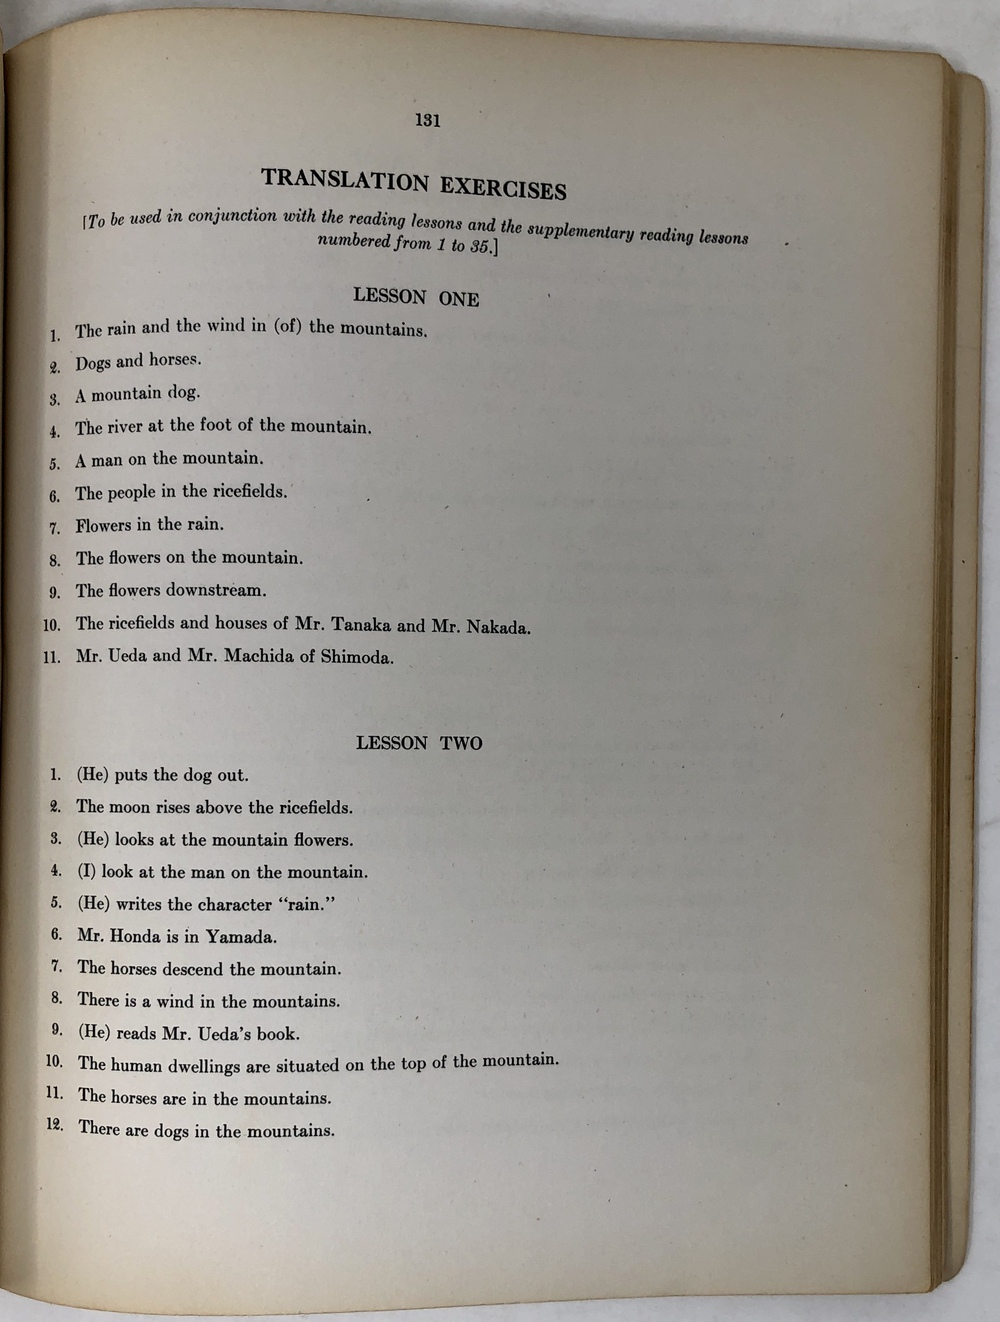 131
TRANSLATION EXERCISES
[To be used in conjunction with the reading lessons and the supplementary reading lessons
numbered from 1 to 35.]
LESSON ONE
1. The rain and the wind in (of) the mountains.
2. Dogs and horses.
3. A mountain dog.
4. The river at the foot of the mountain.
5. A man on the mountain.
6. The people in the ricefields.
7. Flowers in the rain.
8. The flowers on the mountain.
9. The flowers downstream.
10. The ricefields and houses of Mr. Tanaka and Mr. Nakada.
11. Mr. Ueda and Mr. Machida of Shimoda.
LESSON TWO
1. (He) puts the dog out.
2. The moon rises above the ricefields.
3. (He) looks at the mountain flowers.
4. (I) look at the man on the mountain.
5. (He) writes the character “rain.”
6. Mr. Honda is in Yamada.
7. The horses descend the mountain.
8. There is a wind in the mountains.
9. (He) reads Mr. Ueda’s book.
10. The human dwellings are situated on the top of the mountain.
11. The horses are in the mountains.
12. There are dogs in the mountains.